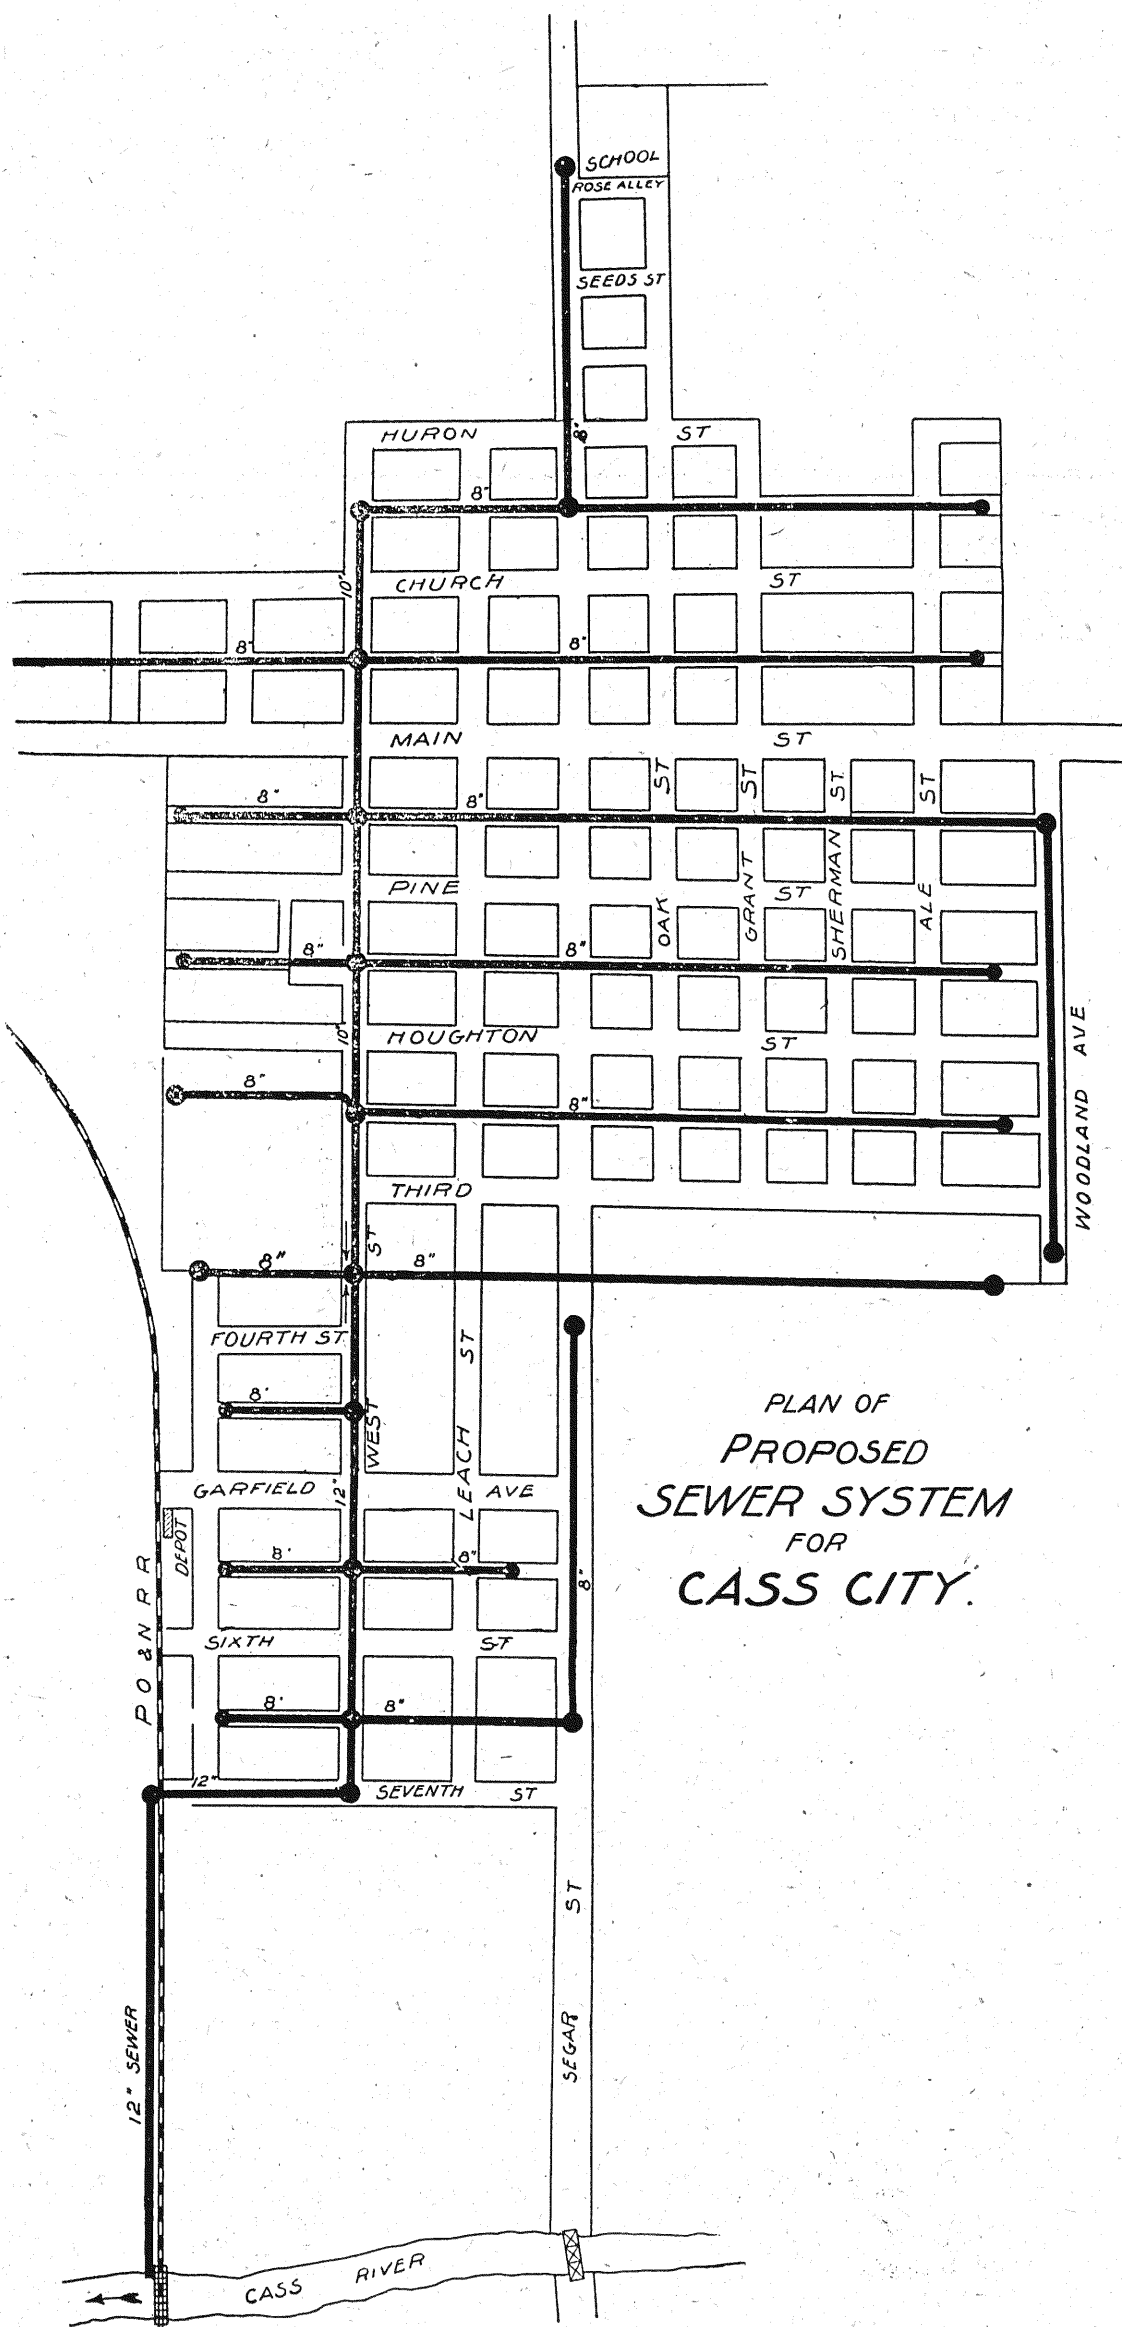 SCHOOL
ROSE ALLEY
SEEDS ST
8"
HURON ST
8"
10"
CHURCH ST
8"
8"
MAIN ST
8"
8"
OAK ST
GRANT ST
SHERMAN ST
ALE ST
PINE ST
8"
8"
10"
HOUGHTON ST
WOODLAND AVE
8"
8"
THIRD
8"
8"
WEST ST
FOURTH ST
LEACH ST
8'
12"
GARFIELD AVE
DEPOT
8'
8"
8"
P O & N R R
SIXTH ST
8'
8"
12"
SEVENTH ST
SEGAR ST
12" SEWER
CASS RIVER
PLAN OF
PROPOSED
SEWER SYSTEM
FOR
CASS CITY.